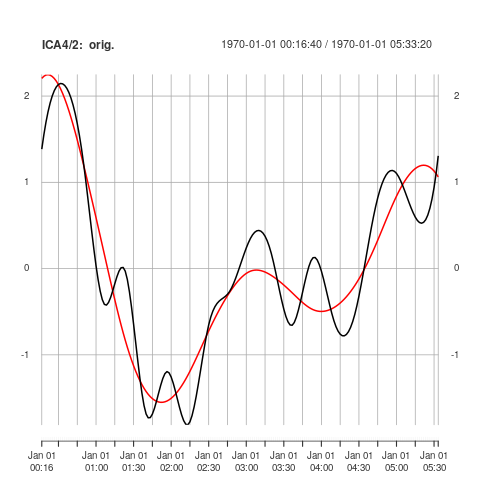 ICA4/2:  orig. 1970-01-01 00:16:40 / 1970-01-01 05:33:20
2 2
1 1
0 0
-1 -1
Jan 01 Jan 01 Jan 01 Jan 01 Jan 01 Jan 01 Jan 01 Jan 01 Jan 01 Jan 01 Jan 01
00:16 01:00 01:30 02:00 02:30 03:00 03:30 04:00 04:30 05:00 05:30